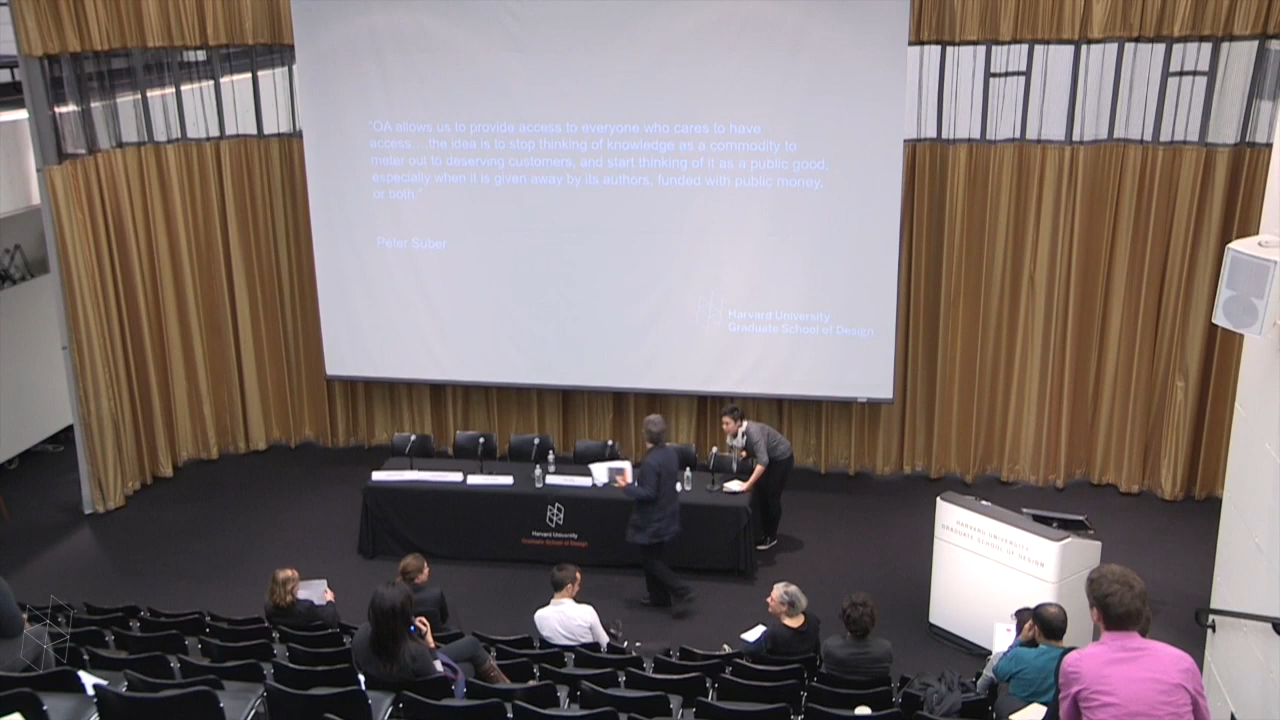 "OA allows us to provide access to everyone who cares to have
access....the idea is to stop thinking of knowledge as a commodity to
meter out to deserving customers, and start thinking of it as a public good,
especially when it is given away by its authors, funded with public money,
or both."
Peter Suber
Harvard University
Graduate School of Design
Harvard University
Graduate School of Design
HARVARD UNIVERSITY
GRADUATE SCHOOL OF DESIGN